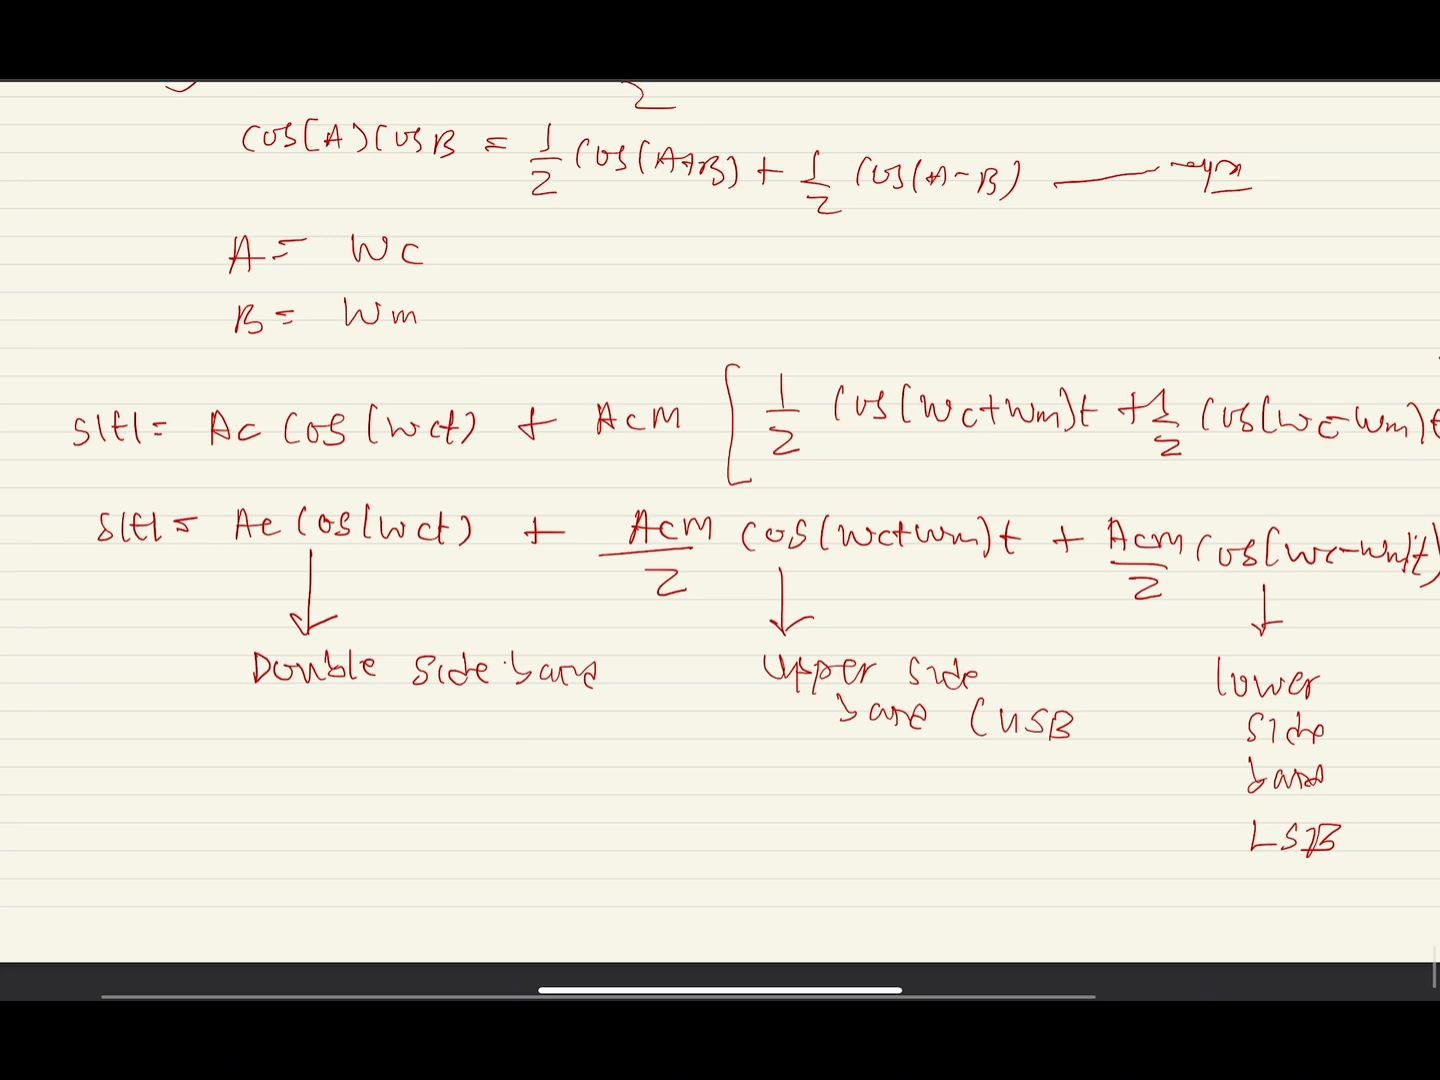 2
cos(A)cosB = 1/2 cos(A+B) + 1/2 cos(A-B)
A = Wc
B = Wm
s(t) = Ac cos(wct) + AcM [ 1/2 cos(wc+wm)t + 1/2 cos(wc-wm)t
s(t) = Ac cos(wct) + AcM/2 cos(wc+wm)t + AcM/2 cos(wc-wm)t)
Double side band
upper side
band (USB
lower
side
band
LSB